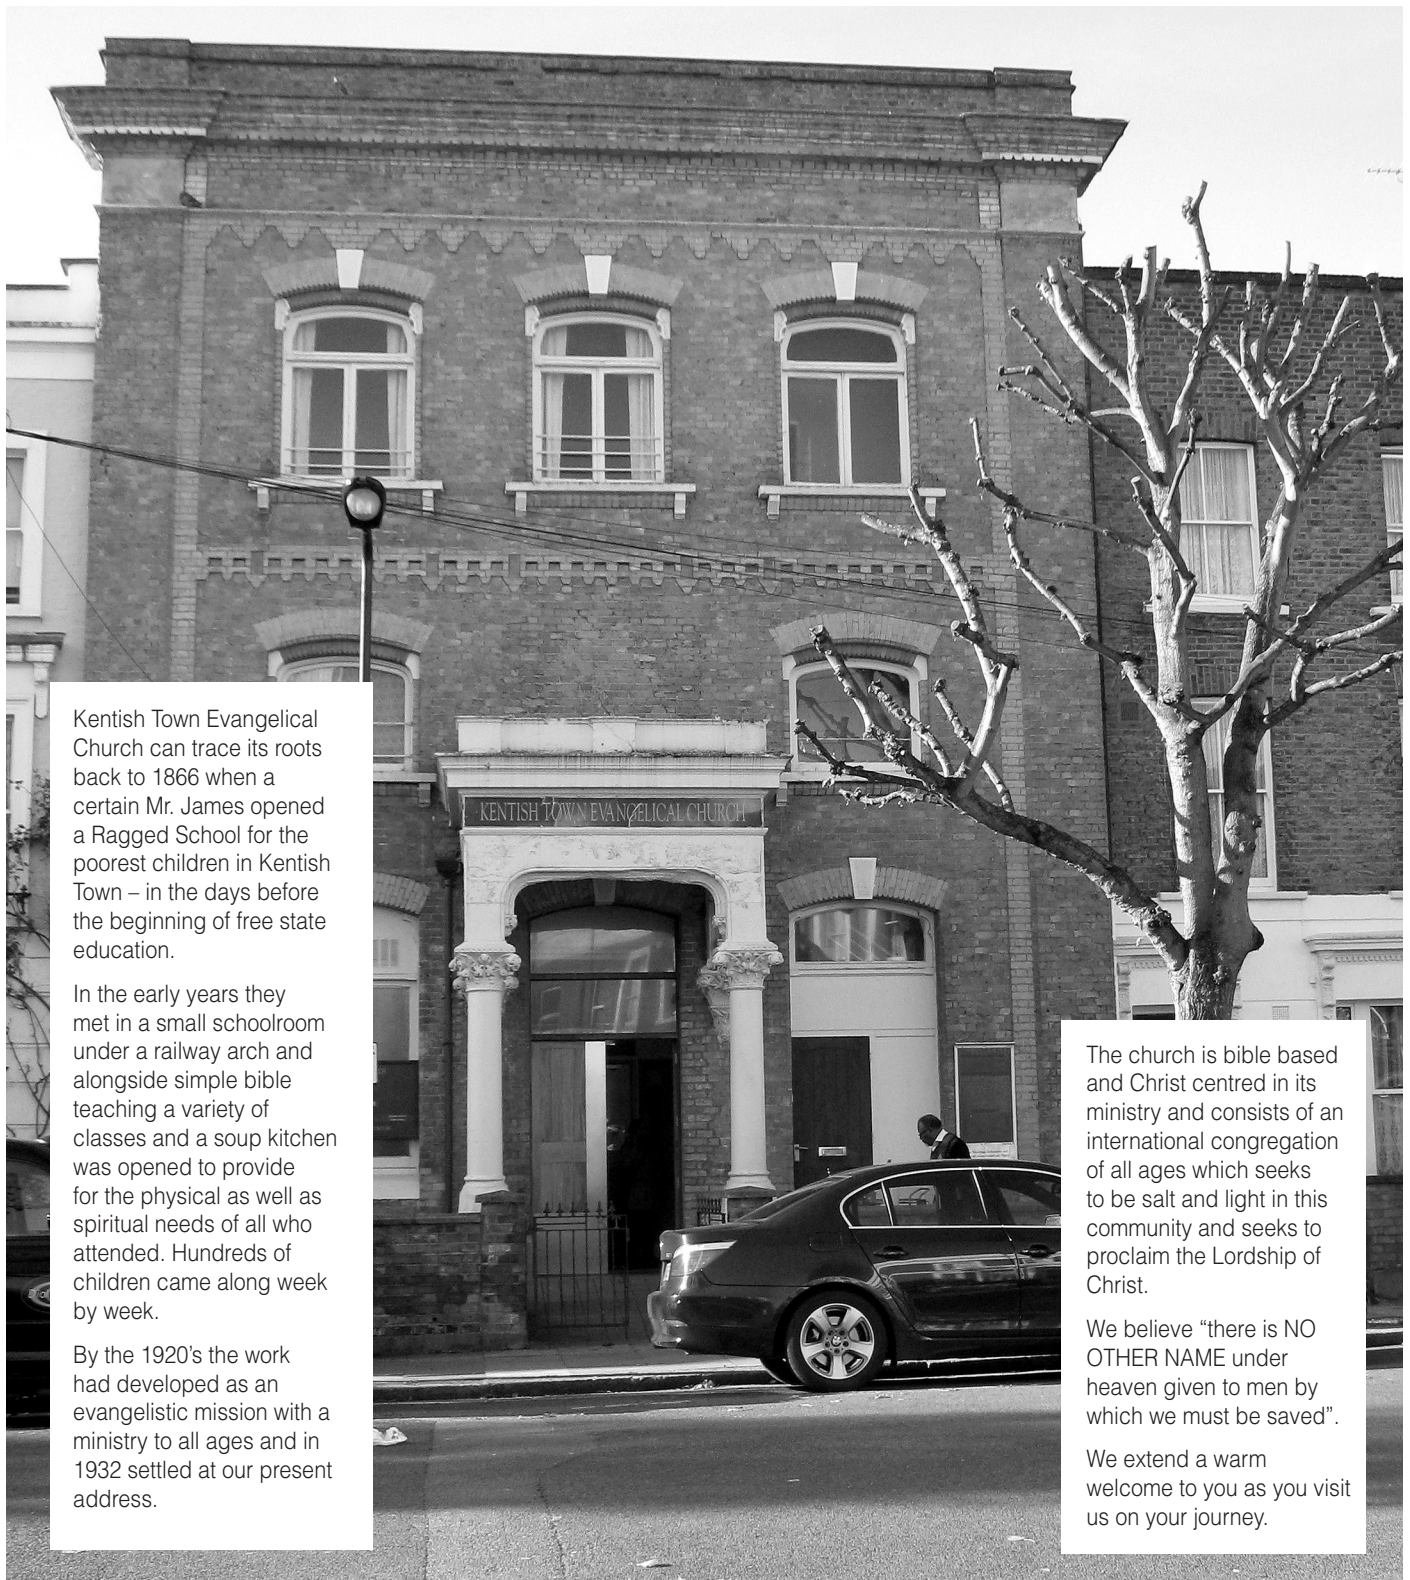 Kentish Town Evangelical
Church can trace its roots
back to 1866 when a
certain Mr. James opened
a Ragged School for the
poorest children in Kentish
Town – in the days before
the beginning of free state
education.
In the early years they
met in a small schoolroom
under a railway arch and
alongside simple bible
teaching a variety of
classes and a soup kitchen
was opened to provide
for the physical as well as
spiritual needs of all who
attended. Hundreds of
children came along week
by week.
By the 1920’s the work
had developed as an
evangelistic mission with a
ministry to all ages and in
1932 settled at our present
address.
KENTISH TOWN EVANGELICAL CHURCH
The church is bible based
and Christ centred in its
ministry and consists of an
international congregation
of all ages which seeks
to be salt and light in this
community and seeks to
proclaim the Lordship of
Christ.
We believe “there is NO
OTHER NAME under
heaven given to men by
which we must be saved”.
We extend a warm
welcome to you as you visit
us on your journey.